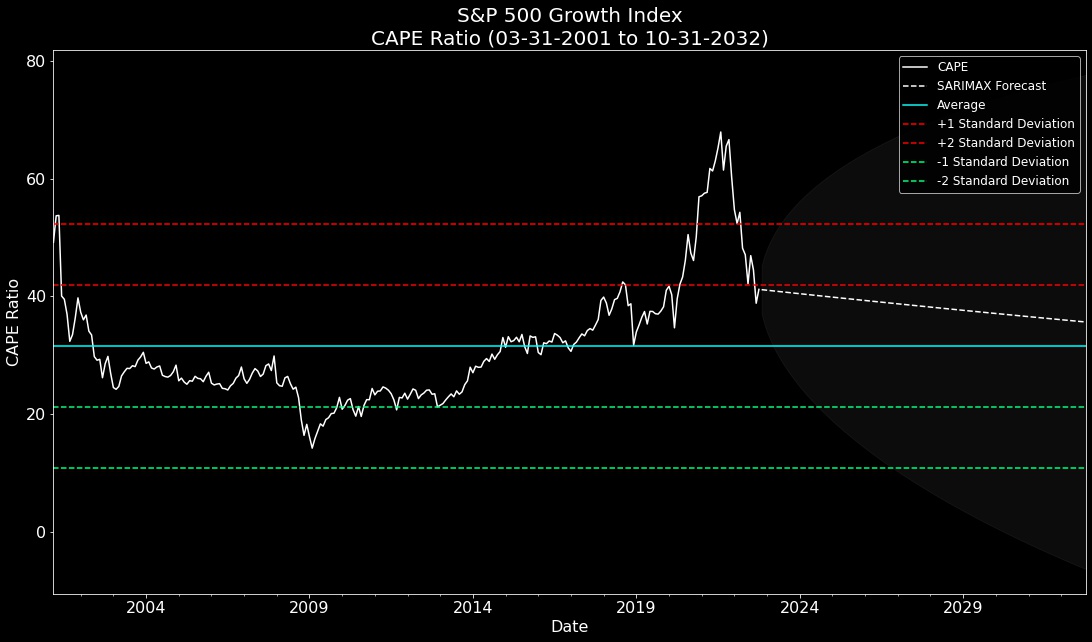 S&P 500 Growth Index
CAPE Ratio (03-31-2001 to 10-31-2032)
80
60
40
20
0
CAPE Ratio
CAPE
SARIMAX Forecast
Average
+1 Standard Deviation
+2 Standard Deviation
-1 Standard Deviation
-2 Standard Deviation
2004 2009 2014 2019 2024 2029
Date